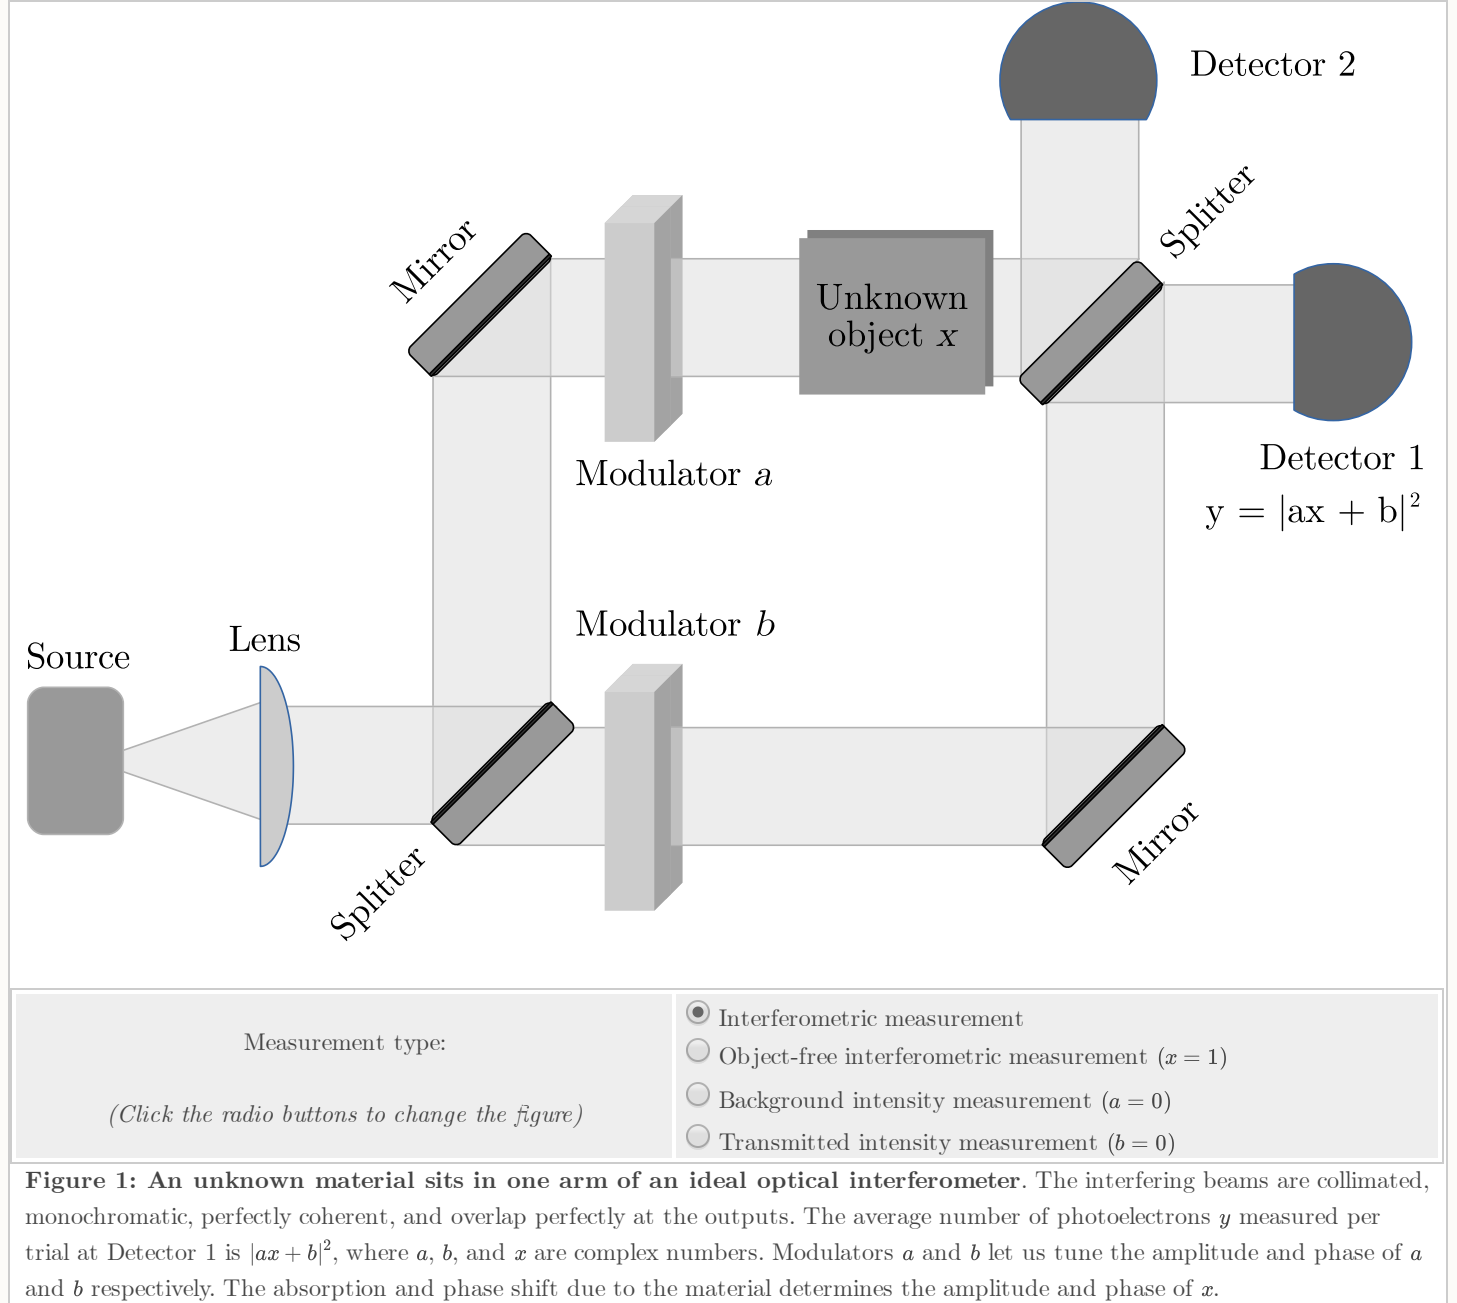 Detector 2
Splitter
Mirror
Unknown
object x
Detector 1
y = |ax + b|²
Modulator a
Modulator b
Lens
Source
Mirror
Splitter
Measurement type:
(Click the radio buttons to change the figure)
Interferometric measurement
Object-free interferometric measurement (x = 1)
Background intensity measurement (a = 0)
Transmitted intensity measurement (b = 0)
Figure 1: An unknown material sits in one arm of an ideal optical interferometer. The interfering beams are collimated,
monochromatic, perfectly coherent, and overlap perfectly at the outputs. The average number of photoelectrons y measured per
trial at Detector 1 is |ax + b|², where a, b, and x are complex numbers. Modulators a and b let us tune the amplitude and phase of a
and b respectively. The absorption and phase shift due to the material determines the amplitude and phase of x.